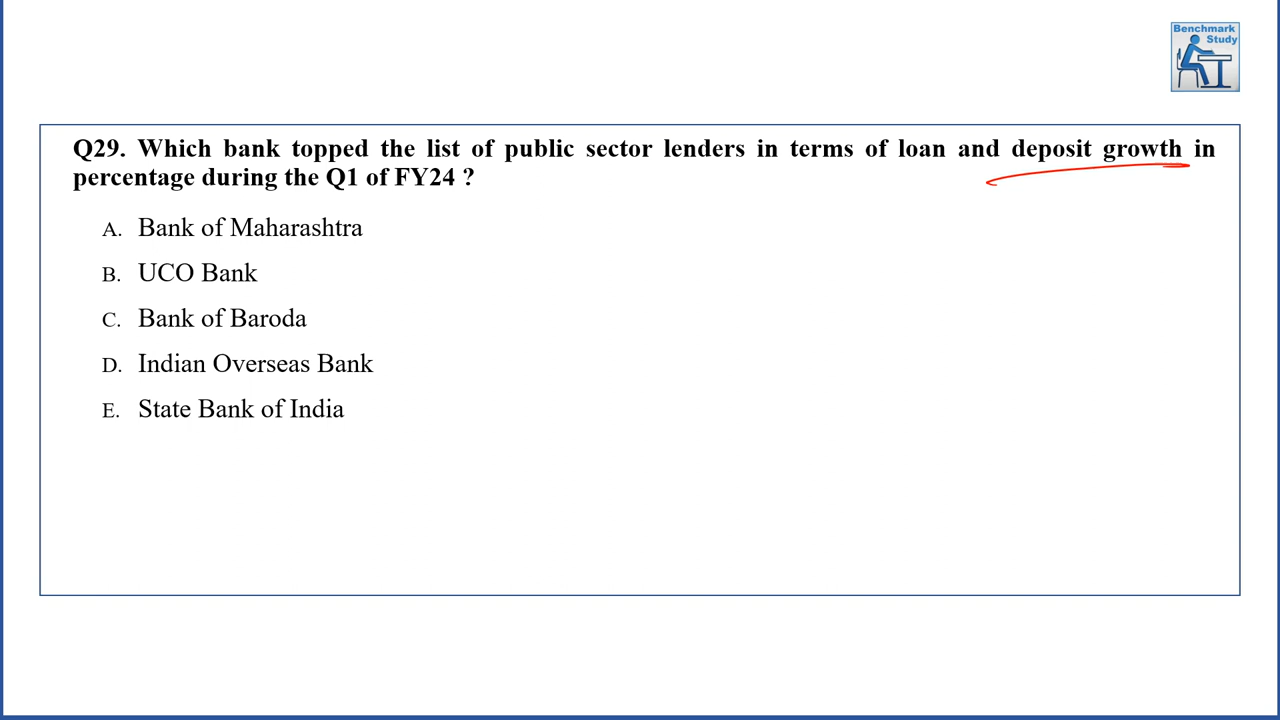 Benchmark
Study
Q29. Which bank topped the list of public sector lenders in terms of loan and deposit growth in
percentage during the Q1 of FY24 ?
A. Bank of Maharashtra
B. UCO Bank
C. Bank of Baroda
D. Indian Overseas Bank
E. State Bank of India